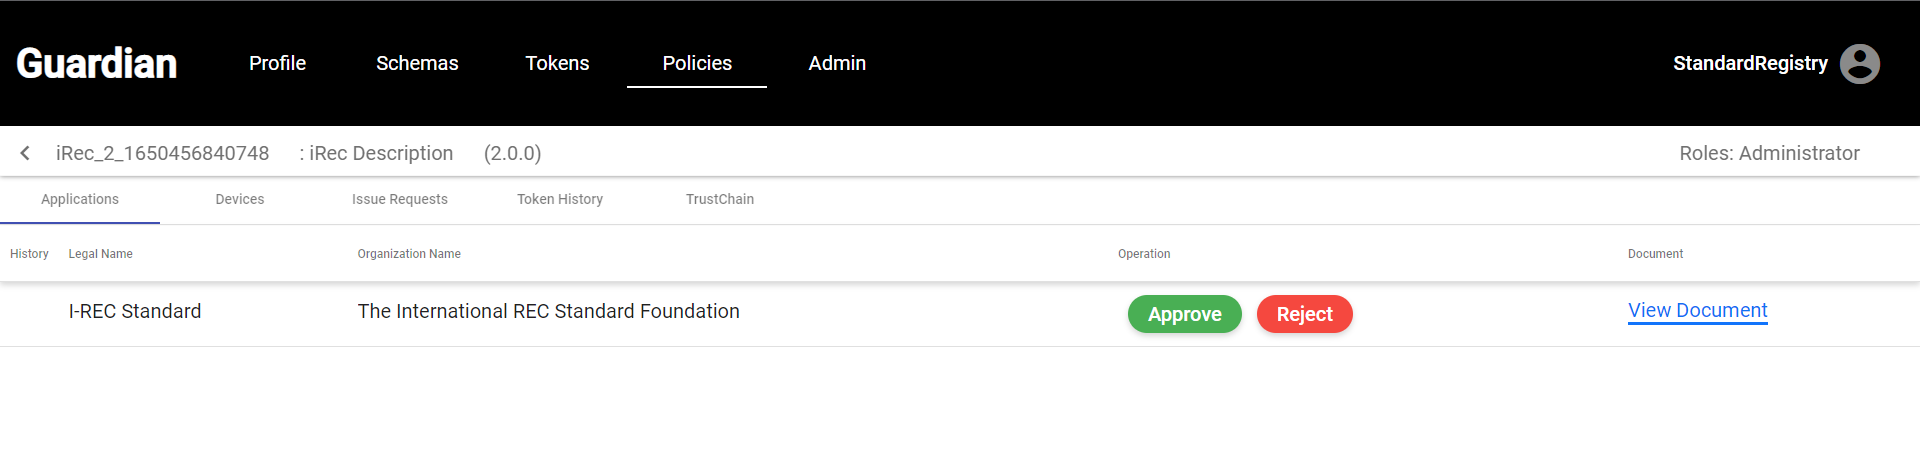 Guardian Profile Schemas Tokens Policies Admin StandardRegistry
iRec_2_1650456840748 : iRec Description (2.0.0) Roles: Administrator
Applications Devices Issue Requests Token History TrustChain
History Legal Name Organization Name Operation Document
I-REC Standard The International REC Standard Foundation Approve Reject View Document